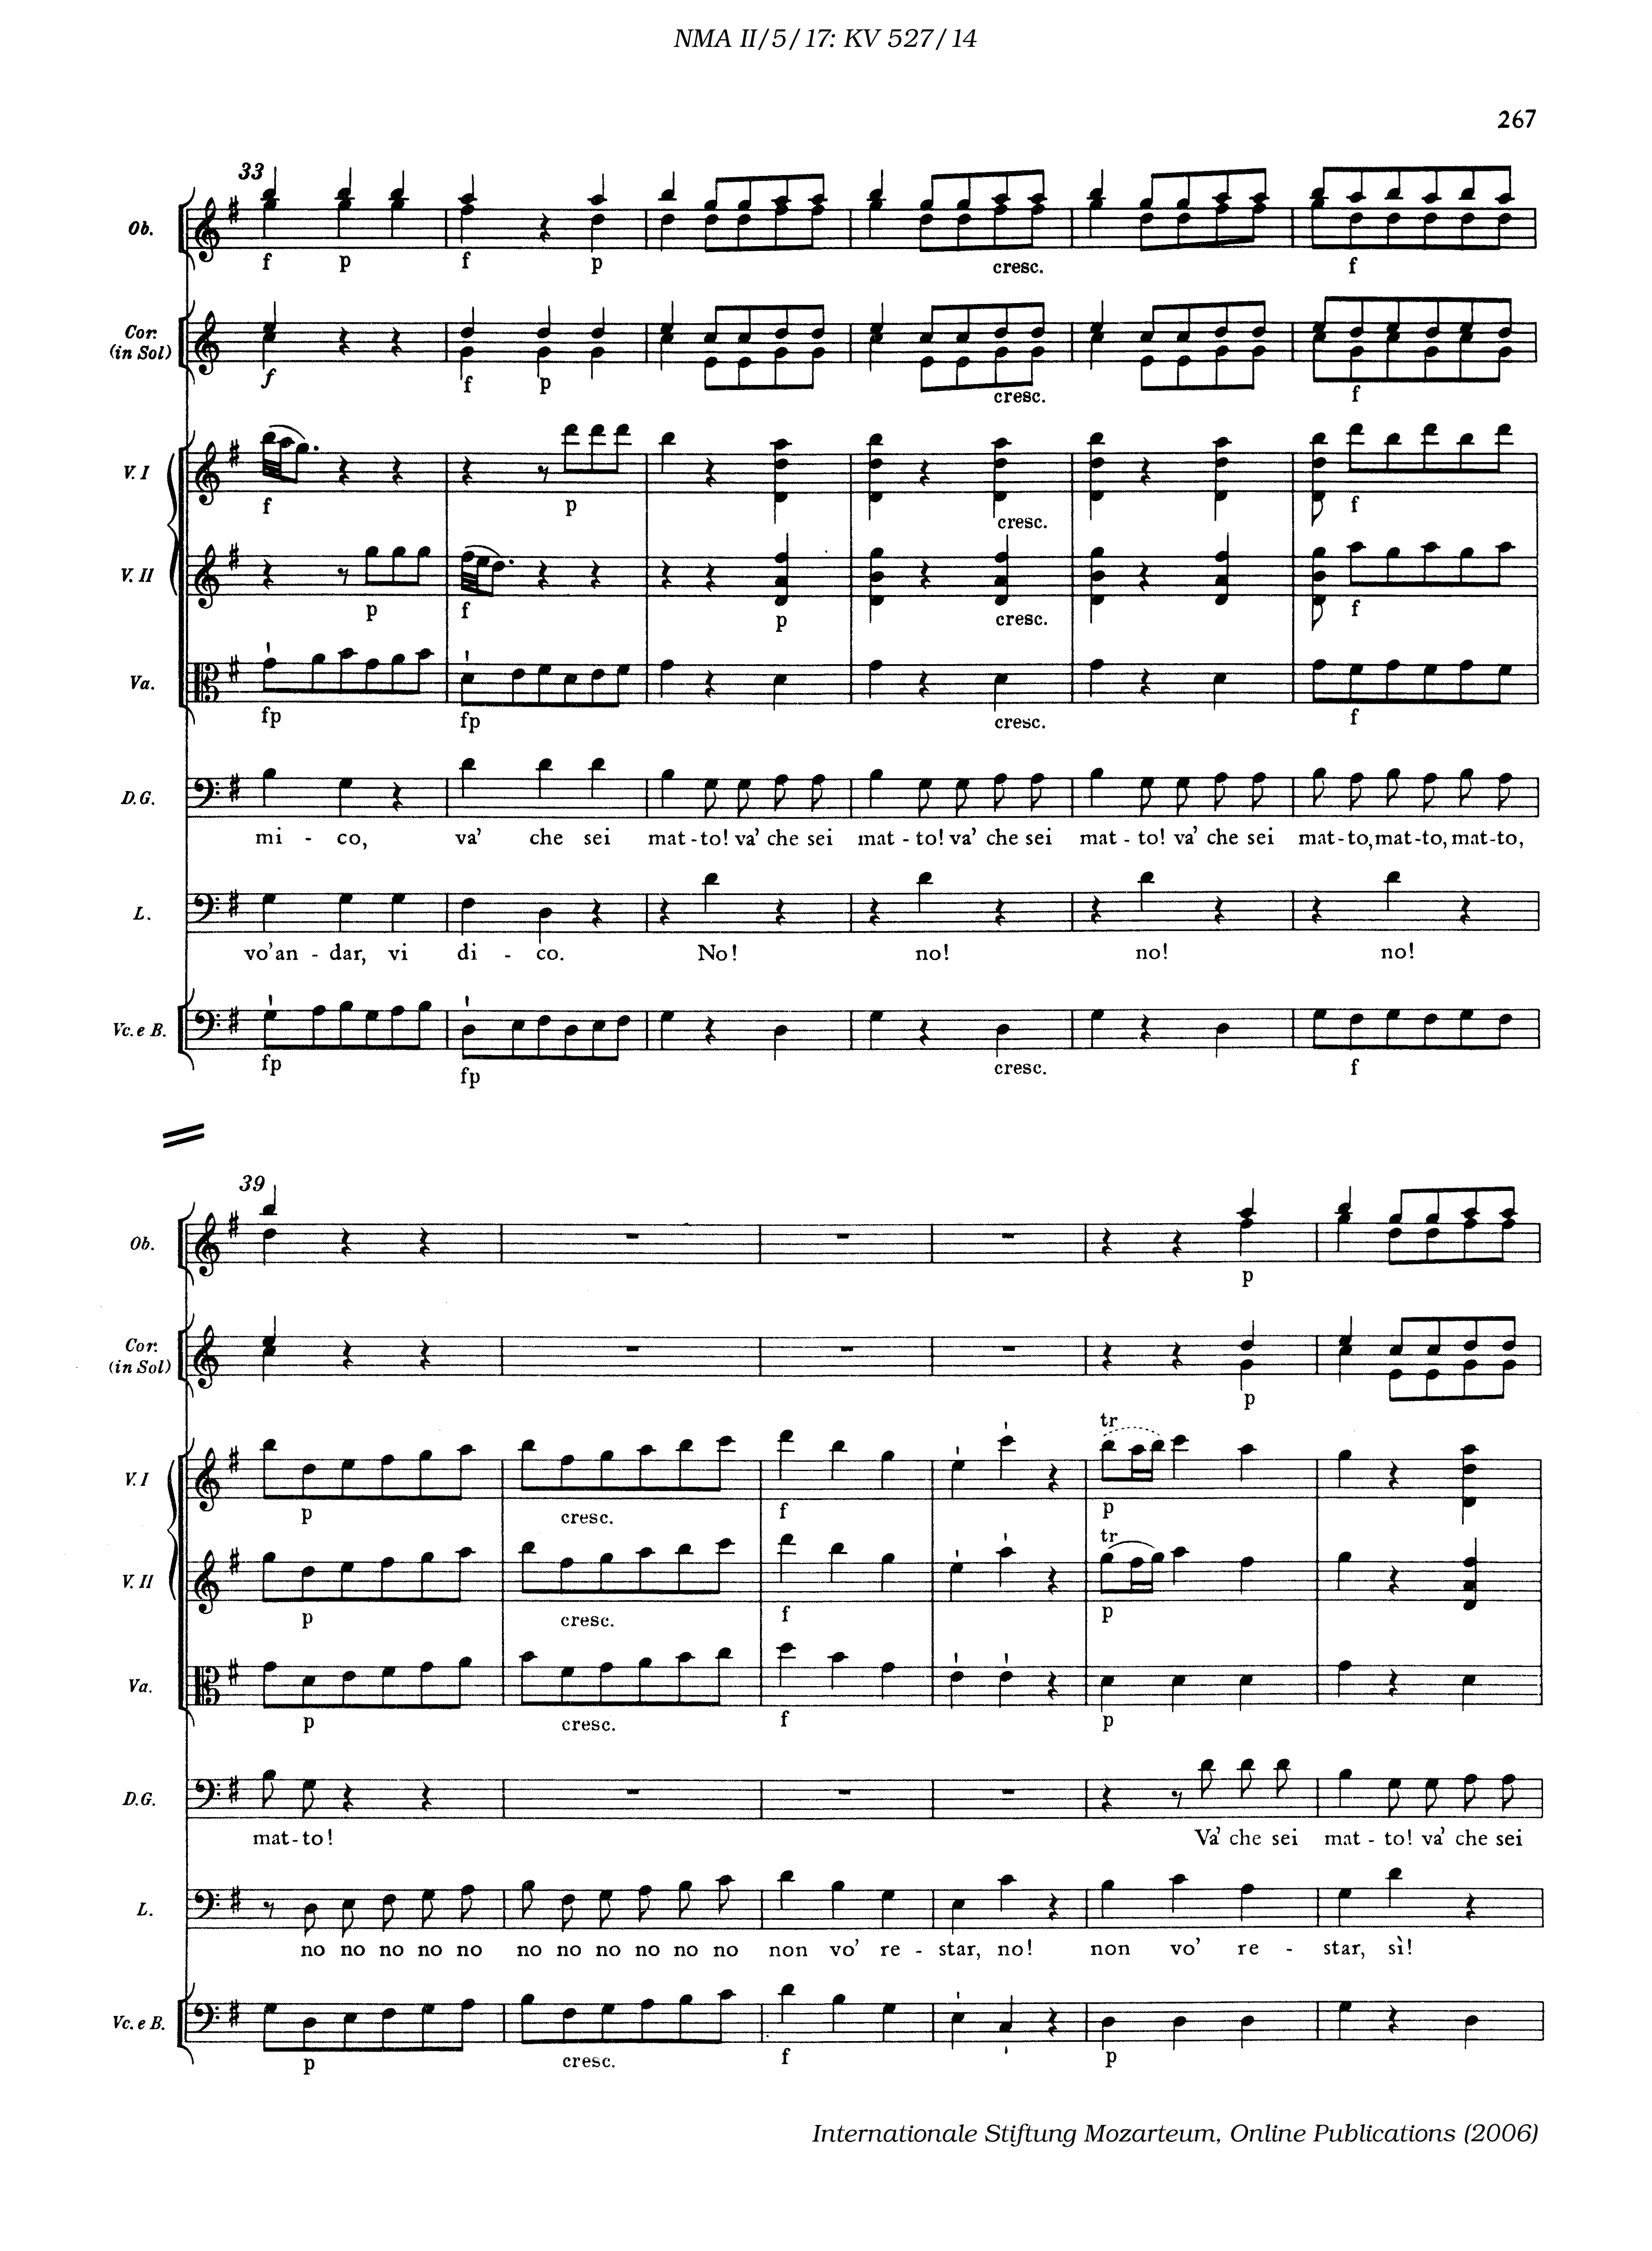 NMA II/5/17: KV 527/14
267
33
Ob.
f p f p cresc. f
Cor.
(in Sol)
f f p cresc. f
V. I
f p cresc. f
V. II
p f p cresc. f
Va.
fp fp cresc. f
D.G.
mi - co, va' che sei mat - to! va' che sei mat - to! va' che sei mat - to! va' che sei mat - to, mat - to, mat - to,
L.
vo' an - dar, vi di - co. No! no! no! no!
Vc. e B.
fp fp cresc. f
39
Ob.
p
Cor.
(in Sol)
p
tr
V. I
p cresc. f p
tr
V. II
p cresc. f p
Va.
p cresc. f p
D.G.
mat - to! Va' che sei mat - to! va' che sei
L.
no no no no no no no no no no no non vo' re - star, no! non vo' re - star, sì!
Vc. e B.
p cresc. f p
Internationale Stiftung Mozarteum, Online Publications (2006)